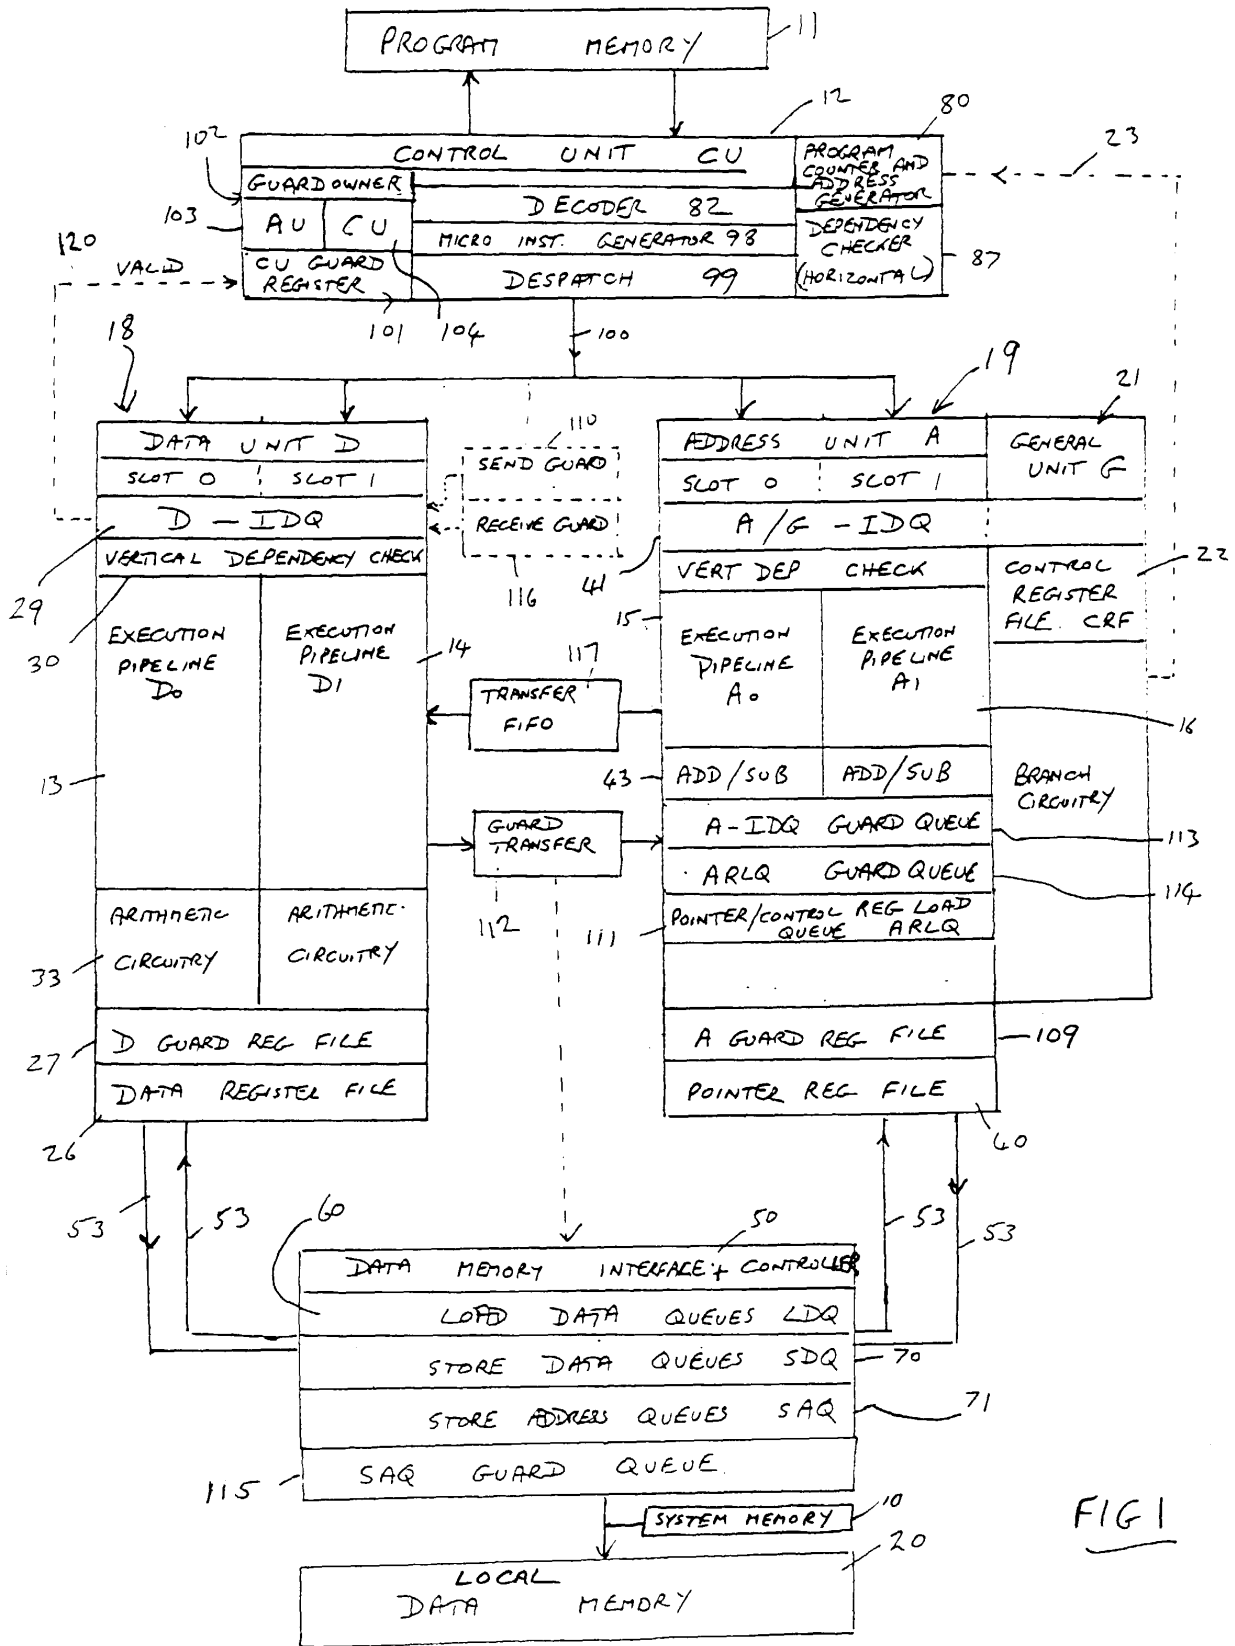 PROGRAM MEMORY
11
12
80
102
CONTROL UNIT CU
PROGRAM
COUNTER AND
ADDRESS
GENERATOR
23
GUARD OWNER
DECODER 82
103
AU
CU
MICRO INST. GENERATOR 98
DEPENDENCY
CHECKER
(HORIZONTAL)
87
120
VALID
CU GUARD
REGISTER
DESPATCH 99
101
104
100
18
19
21
110
DATA UNIT D
SEND GUARD
ADDRESS UNIT A
GENERAL
UNIT G
SLOT 0
SLOT 1
SLOT 0
SLOT 1
D - IDQ
RECEIVE GUARD
A/G - IDQ
VERTICAL DEPENDENCY CHECK
116
41
VERT DEP CHECK
CONTROL
REGISTER
FILE. CRF
22
29
30
EXECUTION
PIPELINE
D0
EXECUTION
PIPELINE
D1
14
15
EXECUTION
PIPELINE
A0
EXECUTION
PIPELINE
A1
117
TRANSFER
FIFO
16
13
43
ADD/SUB
ADD/SUB
BRANCH
CIRCUITRY
GUARD
TRANSFER
112
A-IDQ GUARD QUEUE
113
ARLQ GUARD QUEUE
114
111
POINTER/CONTROL REG LOAD
QUEUE ARLQ
ARITHMETIC
CIRCUITRY
ARITHMETIC
CIRCUITRY
33
D GUARD REG FILE
27
A GUARD REG FILE
109
DATA REGISTER FILE
26
POINTER REG FILE
40
53
53
53
53
60
50
DATA MEMORY INTERFACE + CONTROLLER
LOAD DATA QUEUES LDQ
STORE DATA QUEUES SDQ
70
STORE ADDRESS QUEUES SAQ
71
SAQ GUARD QUEUE
115
SYSTEM MEMORY
10
20
LOCAL
DATA MEMORY
FIG 1